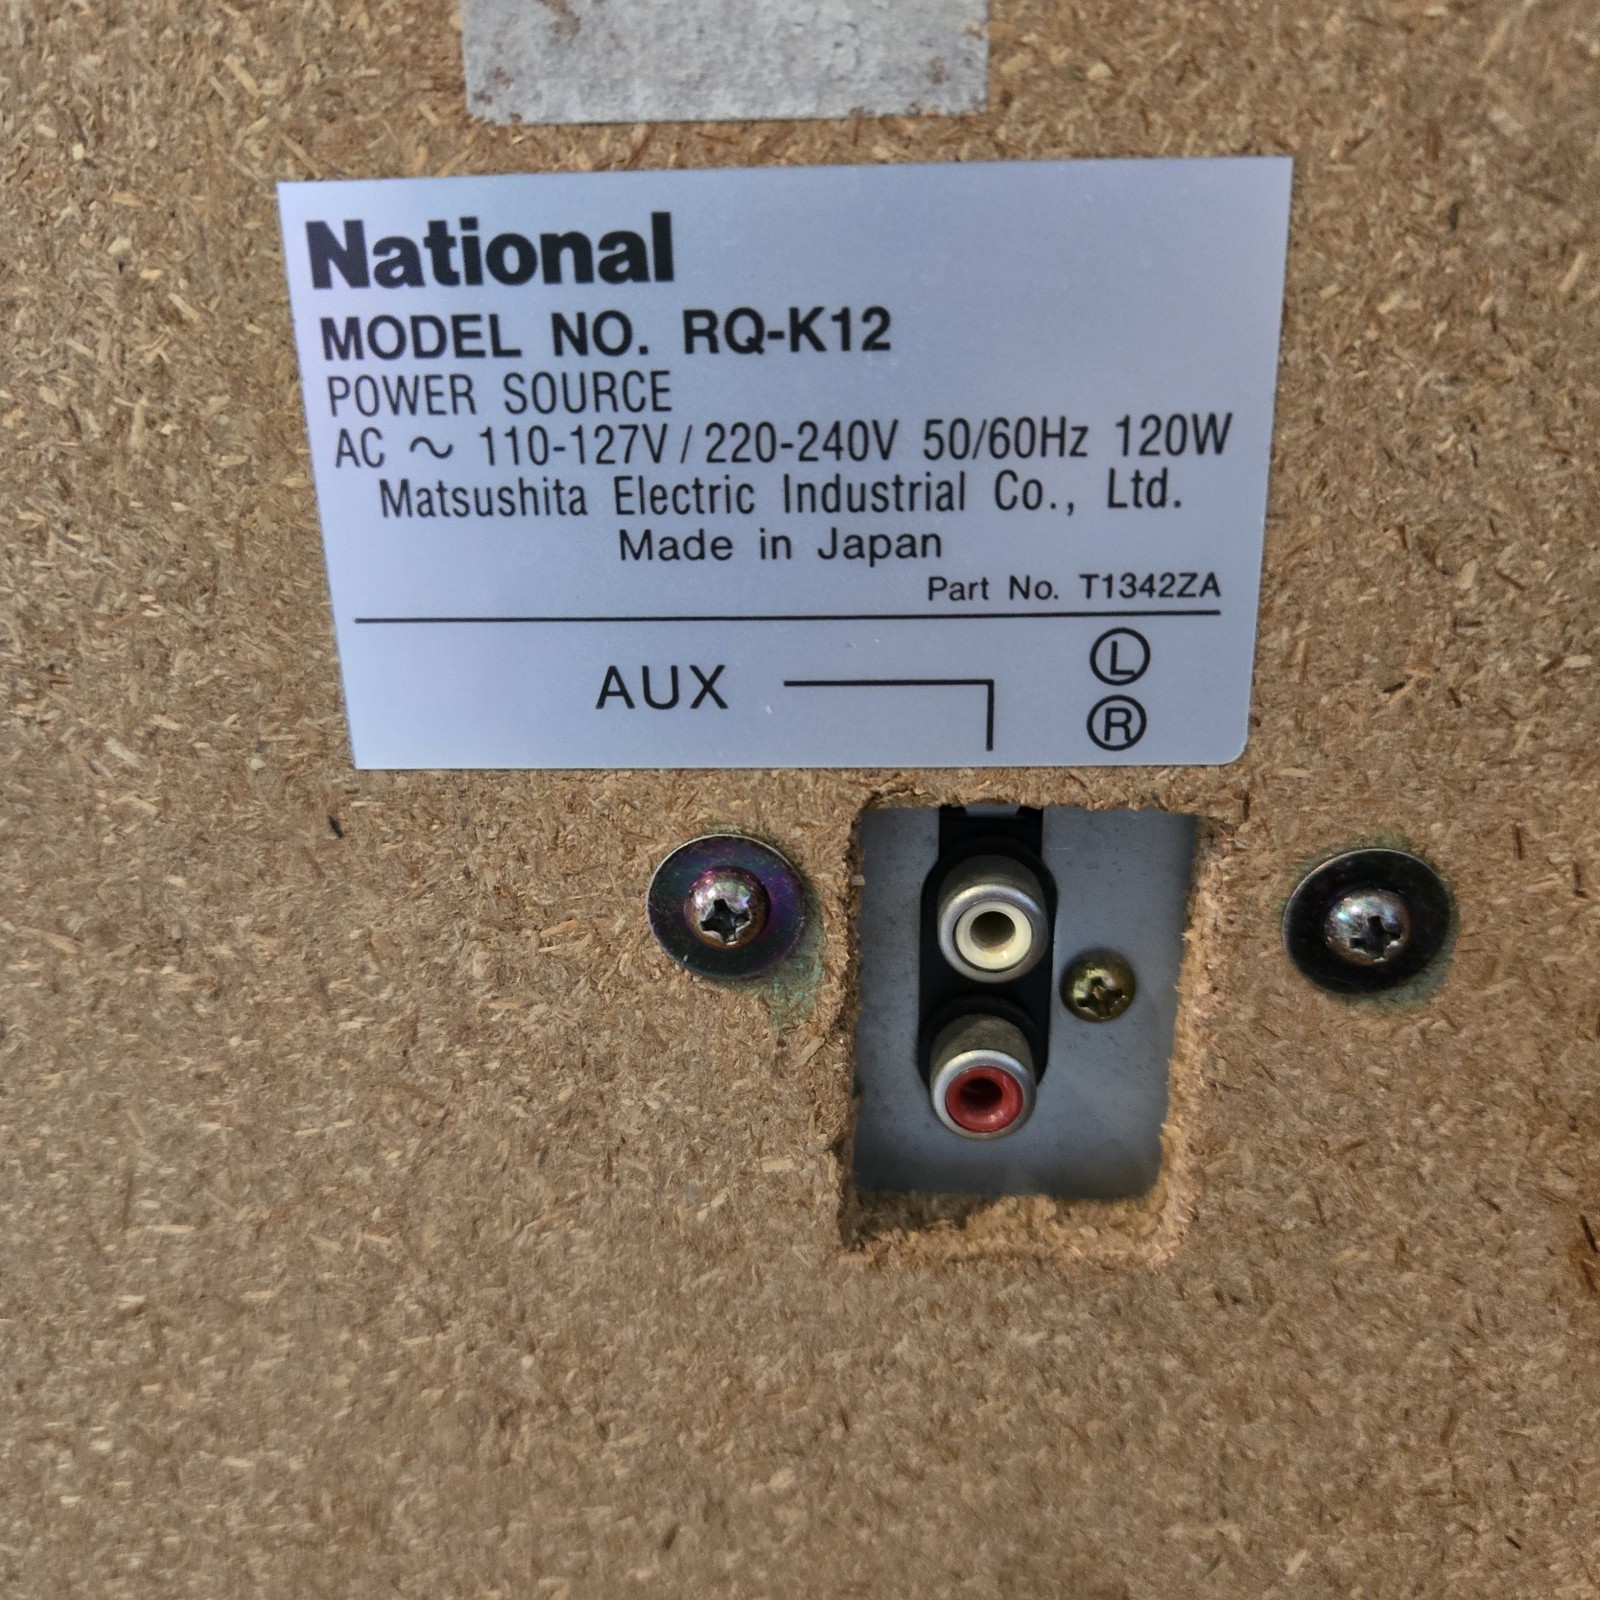 National
MODEL NO. RQ-K12
POWER SOURCE
AC ~ 110-127V / 220-240V 50/60Hz 120W
Matsushita Electric Industrial Co., Ltd.
Made in Japan
Part No. T1342ZA
AUX
L
R